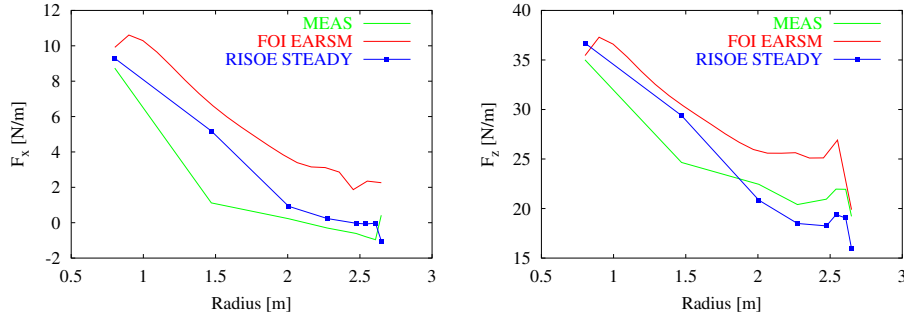 MEAS
FOI EARSM
RISOE STEADY
12
10
8
6
4
2
0
-2
0.5 1 1.5 2 2.5 3
F_x [N/m]
Radius [m]
MEAS
FOI EARSM
RISOE STEADY
40
35
30
25
20
15
0.5 1 1.5 2 2.5 3
F_z [N/m]
Radius [m]